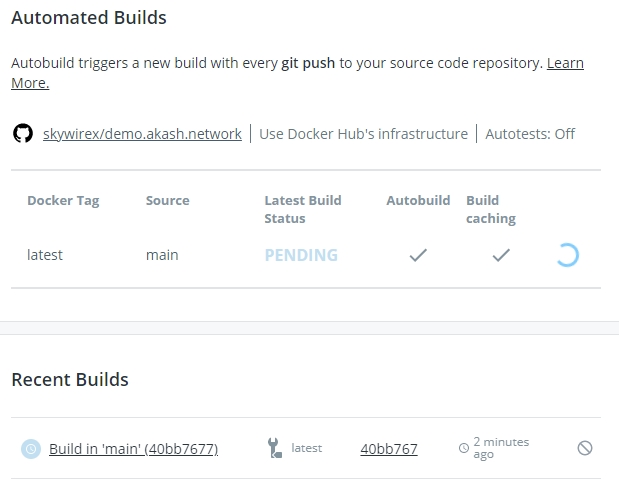 Automated Builds
Autobuild triggers a new build with every git push to your source code repository. Learn
More.
skywirex/demo.akash.network | Use Docker Hub's infrastructure | Autotests: Off
Docker Tag Source Latest Build Status Autobuild Build caching
latest main PENDING
Recent Builds
Build in 'main' (40bb7677) latest 40bb767 2 minutes ago